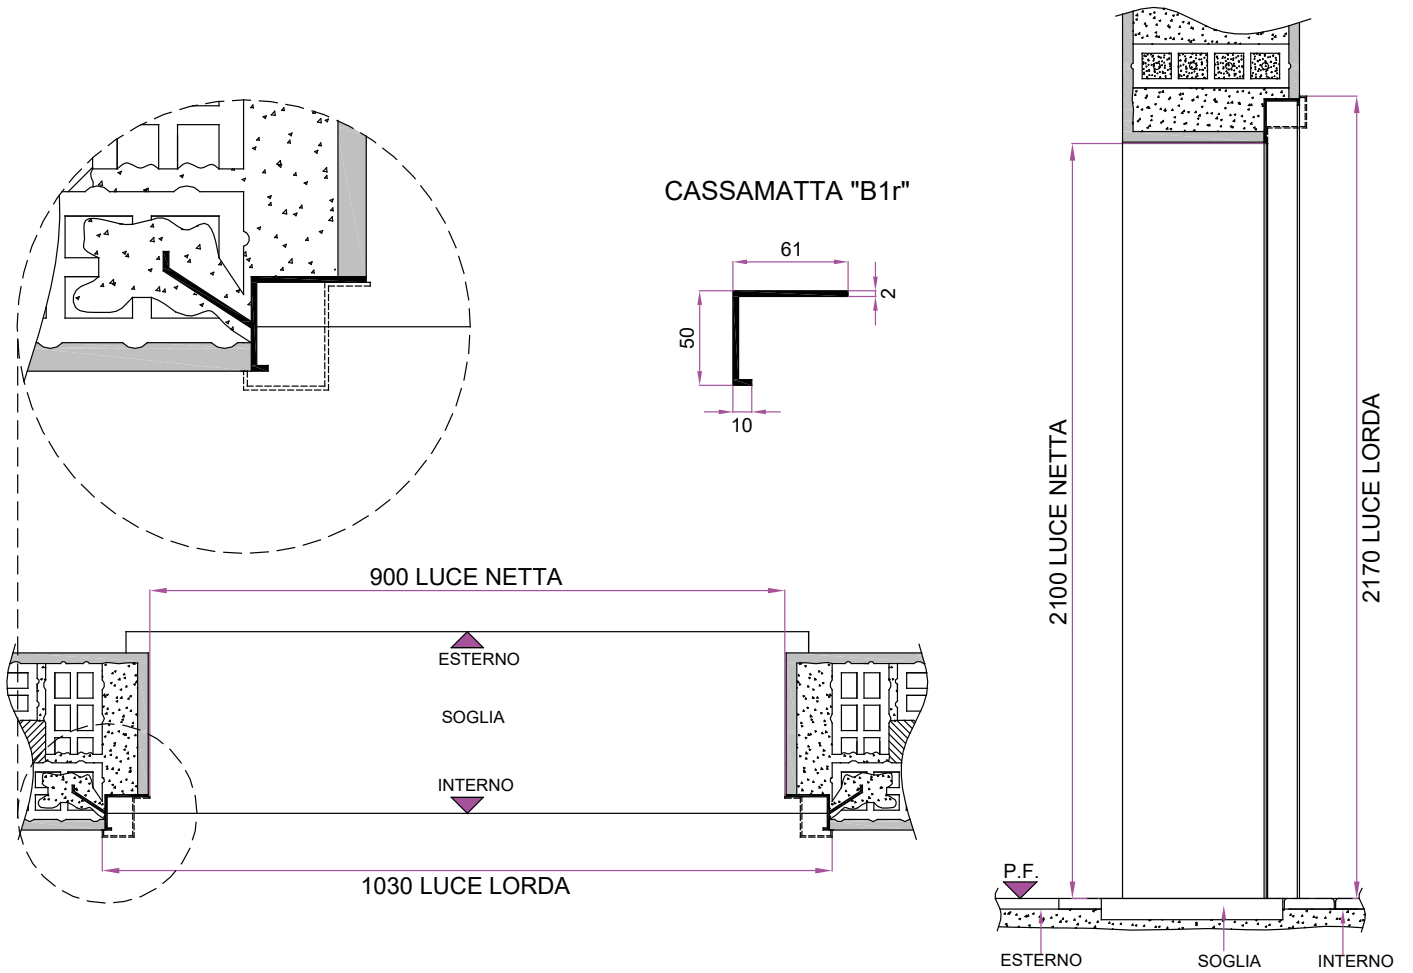 CASSAMATTA "B1r"
61
2
50
10
2100 LUCE NETTA
2170 LUCE LORDA
900 LUCE NETTA
ESTERNO
SOGLIA
INTERNO
1030 LUCE LORDA
P.F.
ESTERNO
SOGLIA
INTERNO